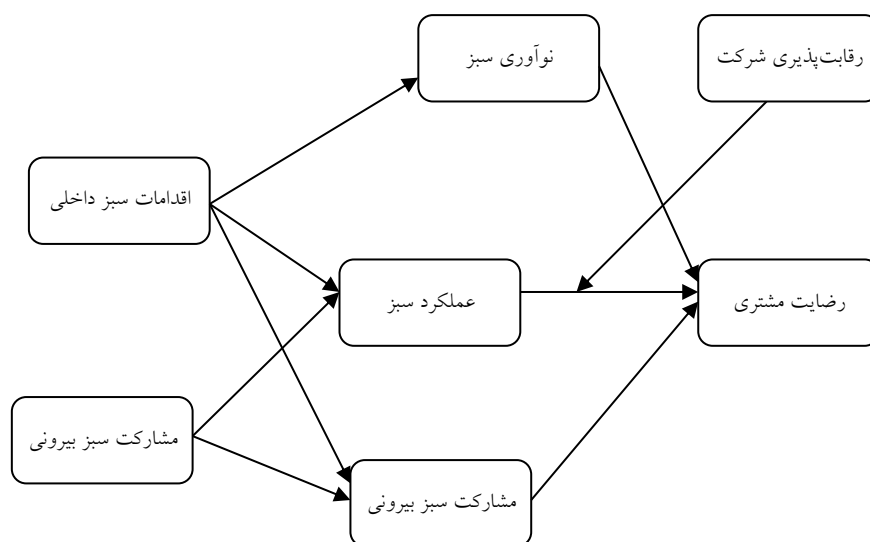 رقابت‌پذیری شرکت
نوآوری سبز
اقدامات سبز داخلی
رضایت مشتری
عملکرد سبز
مشارکت سبز بیرونی
مشارکت سبز بیرونی